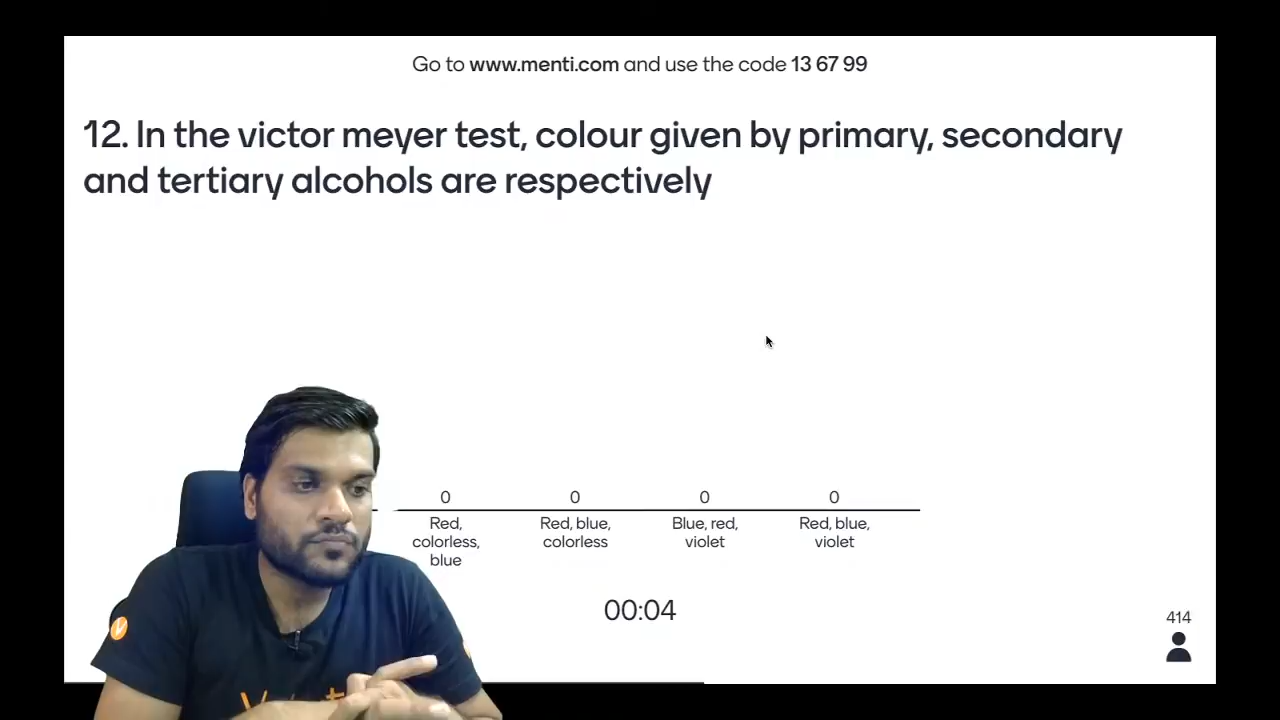 Go to www.menti.com and use the code 13 67 99
12. In the victor meyer test, colour given by primary, secondary
and tertiary alcohols are respectively
0
0
0
0
Red,
colorless,
blue
Red, blue,
colorless
Blue, red,
violet
Red, blue,
violet
00:04
414